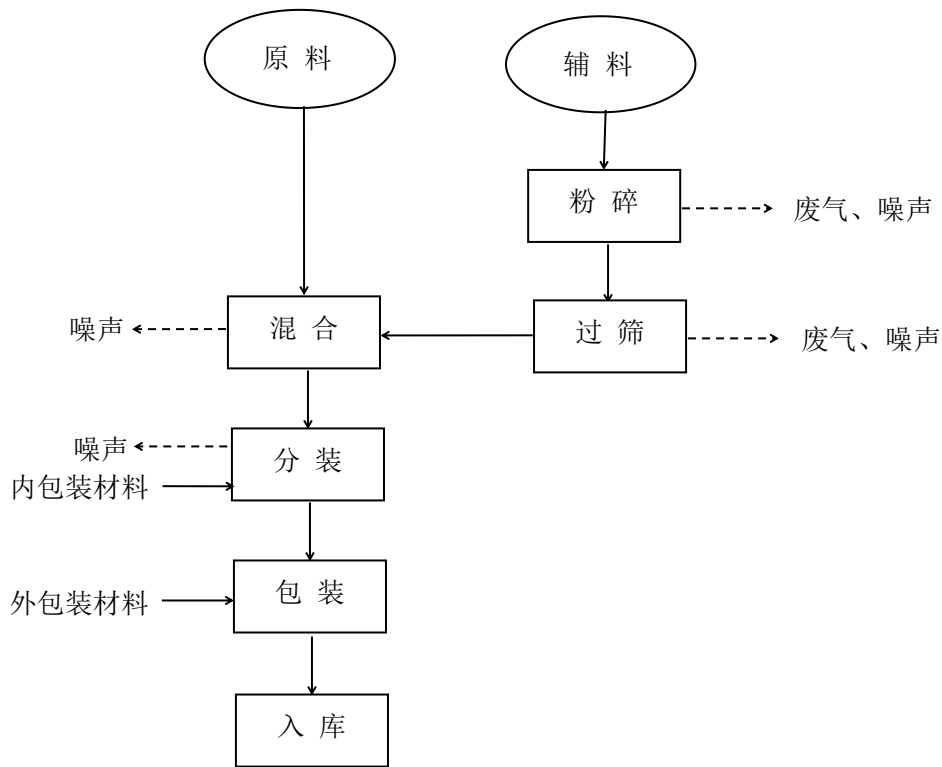 原 料
辅 料
粉 碎
废气、噪声
噪声
混 合
过 筛
废气、噪声
噪声
分 装
内包装材料
外包装材料
包 装
入 库